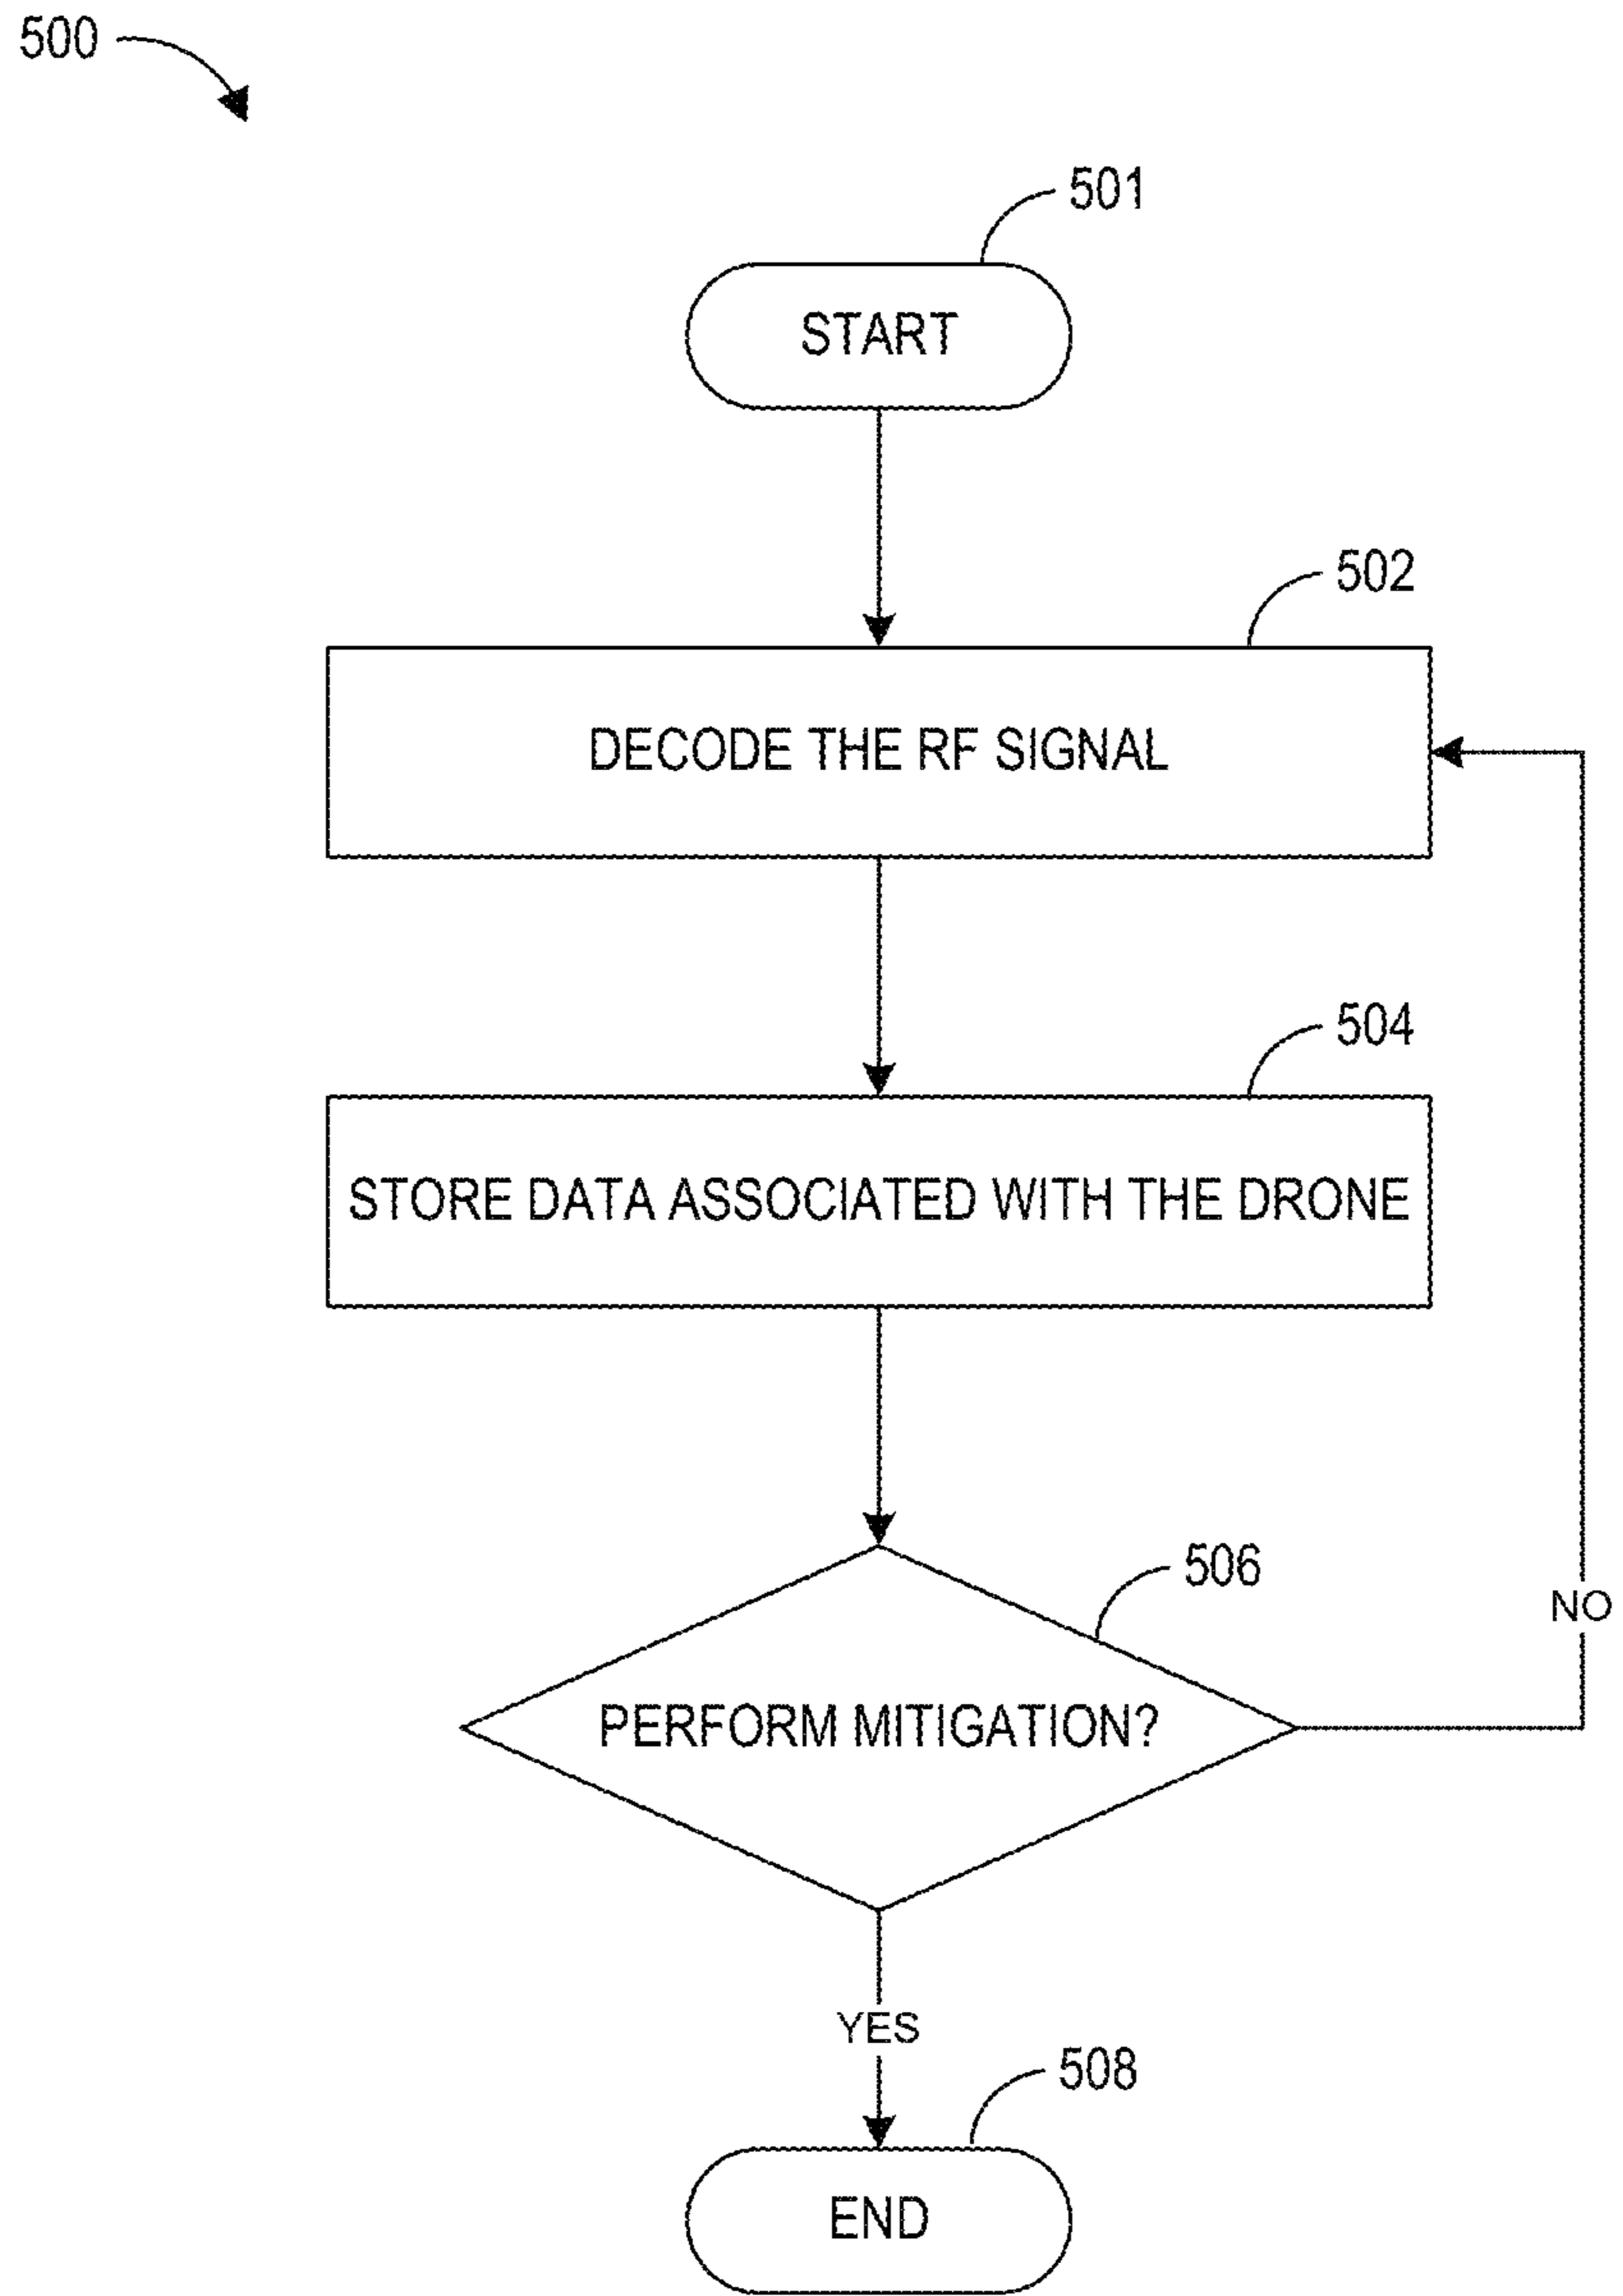 500
501
START
502
DECODE THE RF SIGNAL
504
STORE DATA ASSOCIATED WITH THE DRONE
506
NO
PERFORM MITIGATION?
YES
508
END